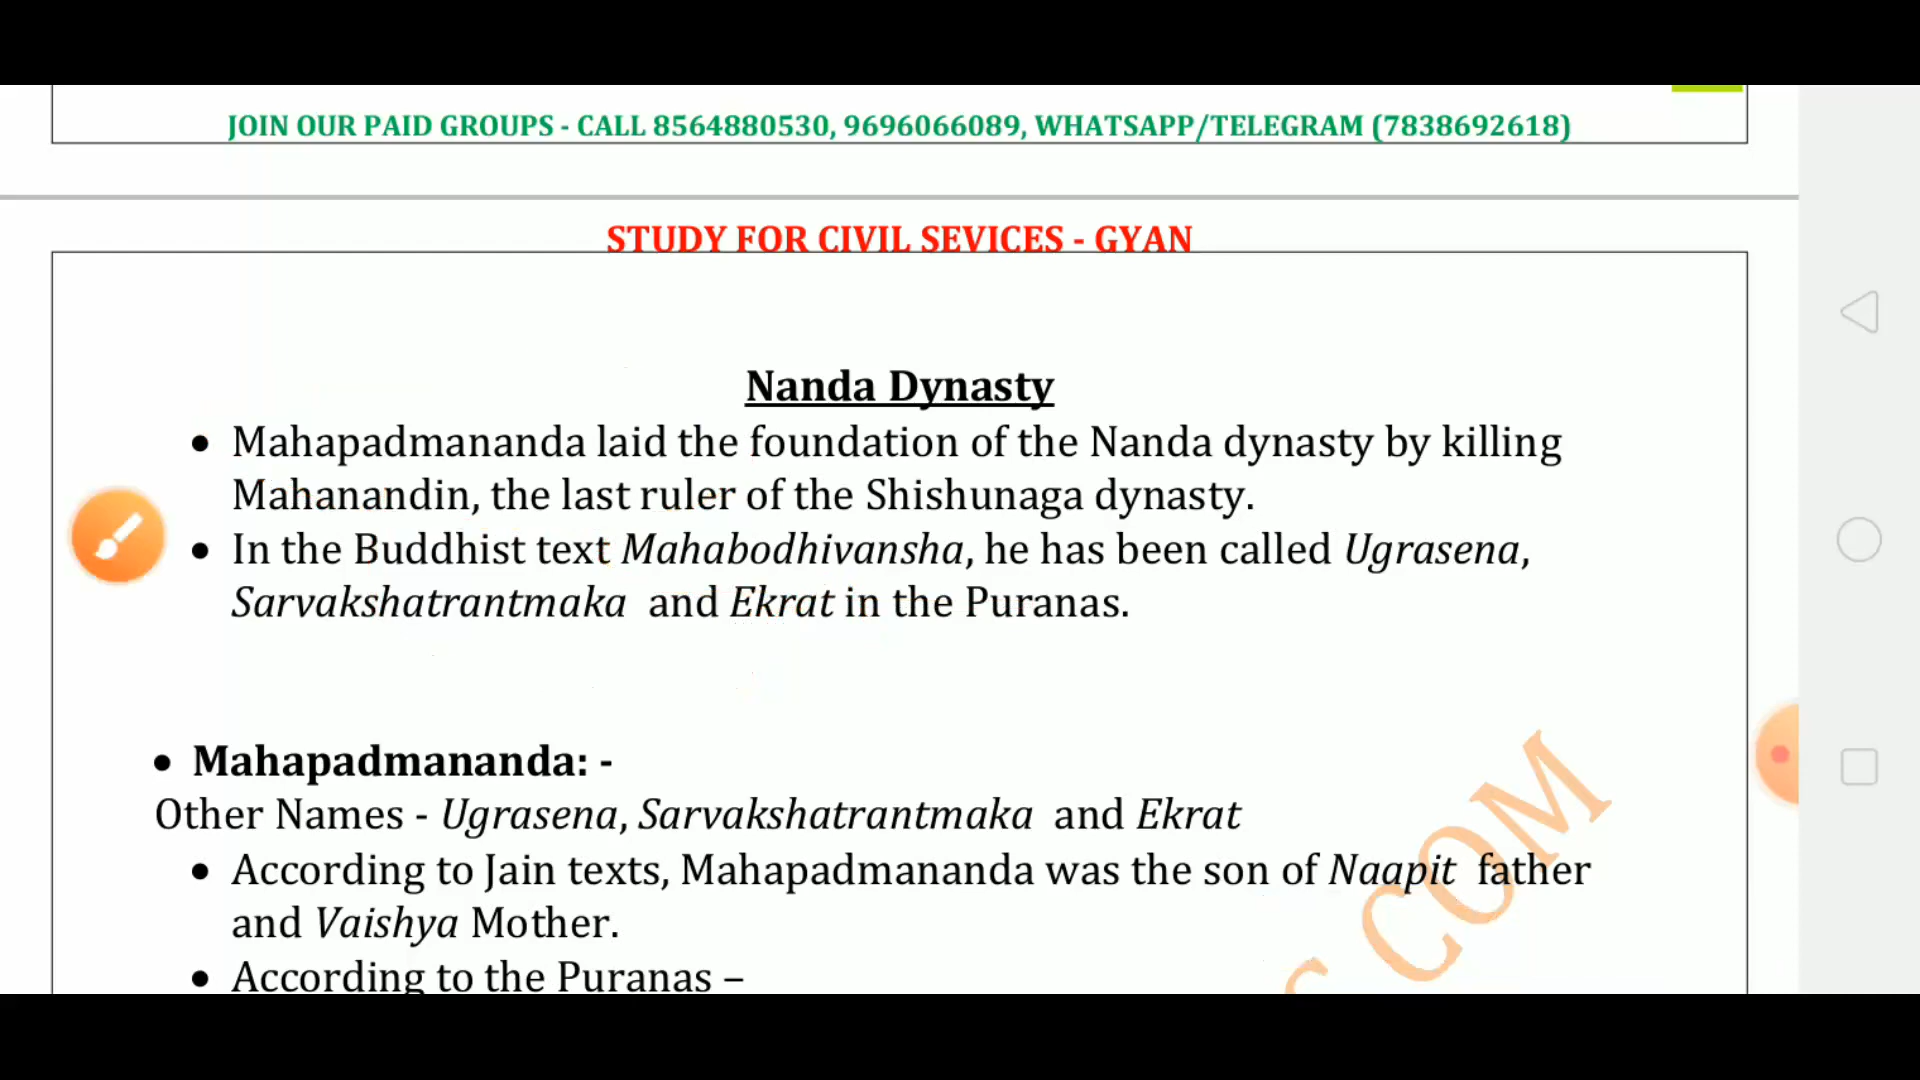 JOIN OUR PAID GROUPS - CALL 8564880530, 9696066089, WHATSAPP/TELEGRAM (7838692618)
STUDY FOR CIVIL SEVICES - GYAN
Nanda Dynasty
• Mahapadmananda laid the foundation of the Nanda dynasty by killing
Mahanandin, the last ruler of the Shishunaga dynasty.
• In the Buddhist text Mahabodhivansha, he has been called Ugrasena,
Sarvakshatrantmaka and Ekrat in the Puranas.
• Mahapadmananda: -
Other Names - Ugrasena, Sarvakshatrantmaka and Ekrat
• According to Jain texts, Mahapadmananda was the son of Naapit father
and Vaishya Mother.
• According to the Puranas –
COM